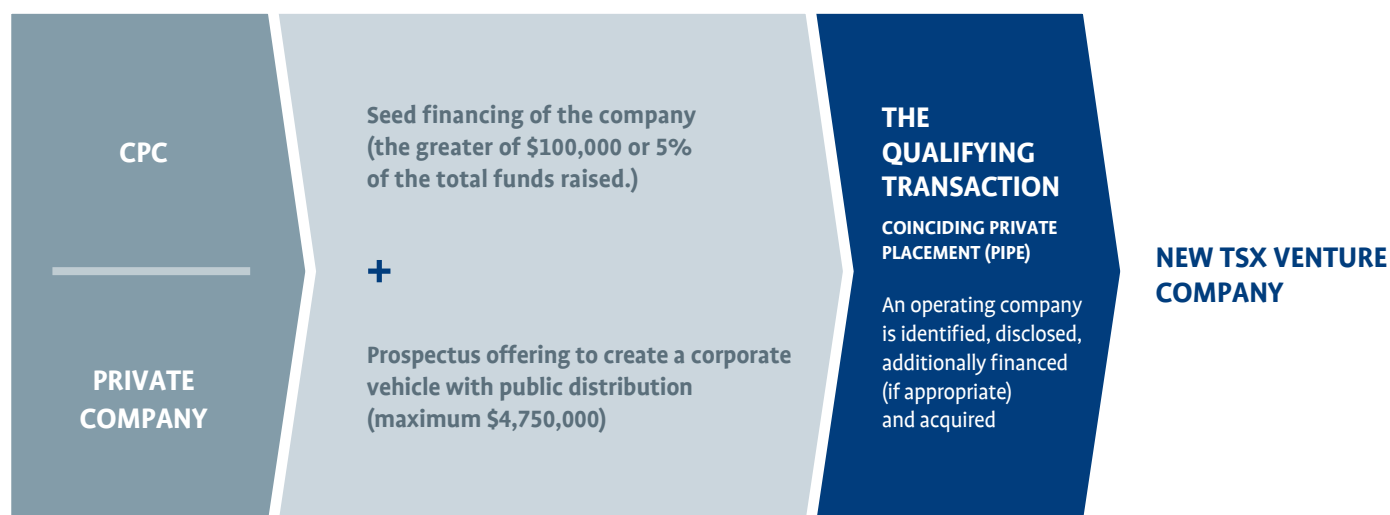 CPC
PRIVATE
COMPANY
Seed financing of the company
(the greater of $100,000 or 5%
of the total funds raised.)
+
Prospectus offering to create a corporate
vehicle with public distribution
(maximum $4,750,000)
THE
QUALIFYING
TRANSACTION
COINCIDING PRIVATE
PLACEMENT (PIPE)
An operating company
is identified, disclosed,
additionally financed
(if appropriate)
and acquired
NEW TSX VENTURE
COMPANY